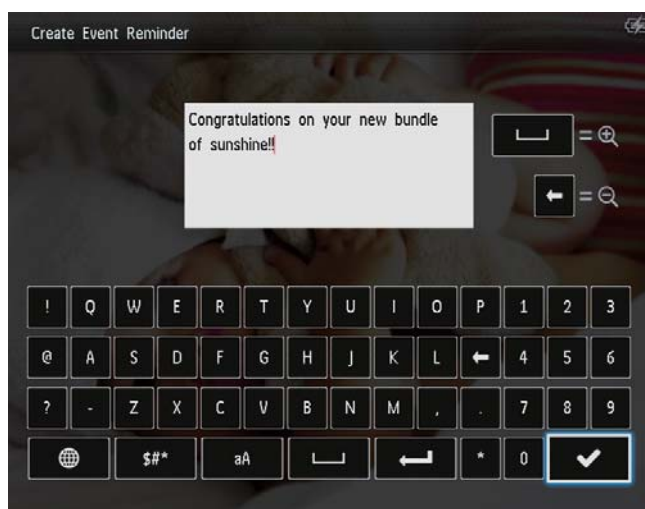 Create Event Reminder
Congratulations on your new bundle
of sunshine!!
=
=
! Q W E R T Y U I O P 1 2 3
@ A S D F G H J K L 4 5 6
? - Z X C V B N M , . 7 8 9
$#* aA * 0